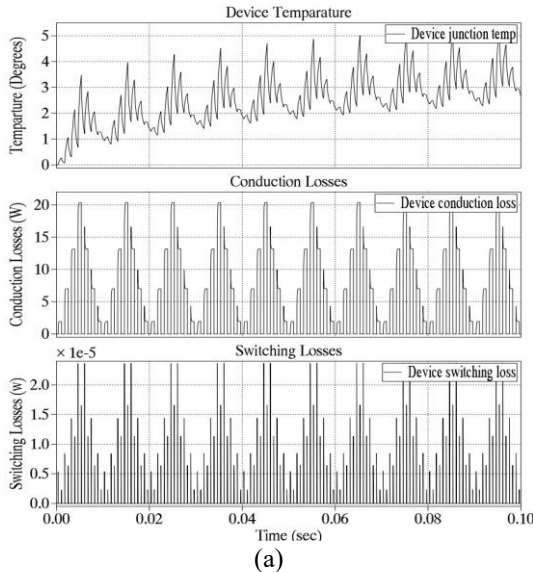 Device Temparature
Device junction temp
Temparture (Degrees)
5
4
3
2
1
0
Conduction Losses
Device conduction loss
Conduction Losses (W)
20
15
10
5
0
Switching Losses
× 1e-5
Device switching loss
Switching Losses (w)
2.0
1.5
1.0
0.5
0.0
0.00 0.02 0.04 0.06 0.08 0.10
Time (sec)
(a)